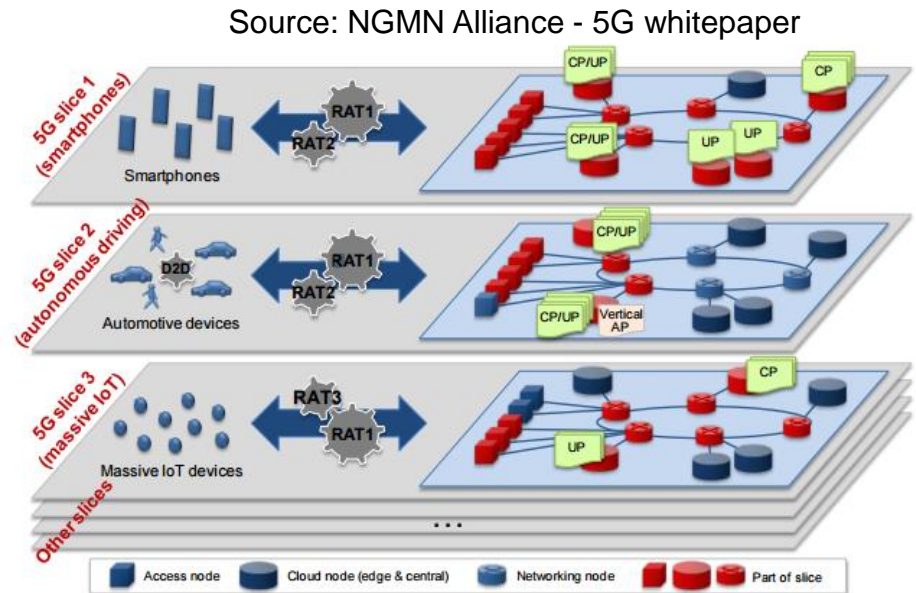 Source: NGMN Alliance - 5G whitepaper
5G slice 1
(smartphones)
Smartphones
RAT1
RAT2
CP/UP
CP
CP/UP
UP
UP
5G slice 2
(autonomous driving)
D2D
Automotive devices
RAT1
RAT2
CP/UP
CP/UP
Vertical
AP
5G slice 3
(massive IoT)
Massive IoT devices
RAT3
RAT1
CP
UP
Other slices
...
Access node
Cloud node (edge & central)
Networking node
Part of slice